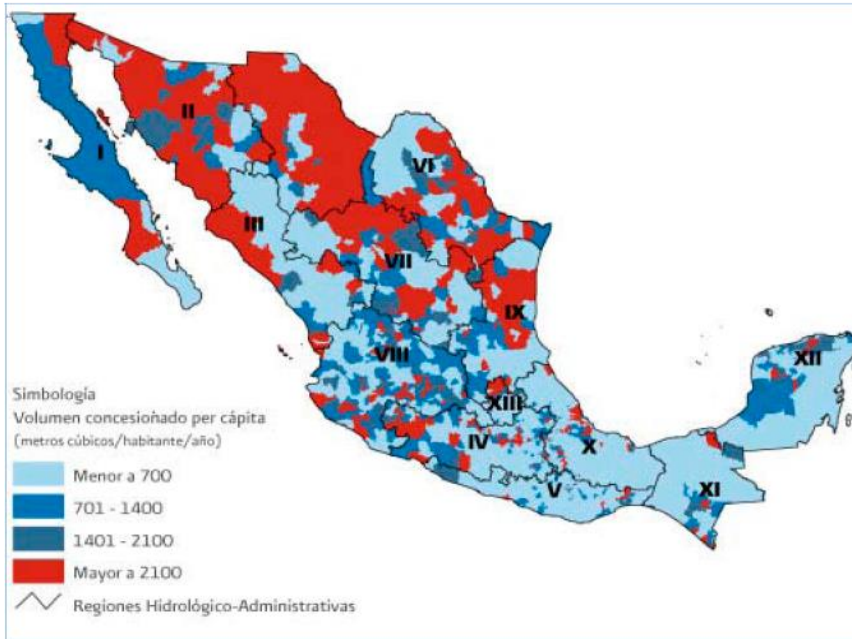 I
II
III
VI
VII
IX
VIII
XIII
IV
X
V
XII
XI
Simbología
Volumen concesioñado per cápita
(metros cúbicos/habitante/año)
Menor a 700
701 - 1400
1401 - 2100
Mayor a 2100
Regiones Hidrológico-Administrativas